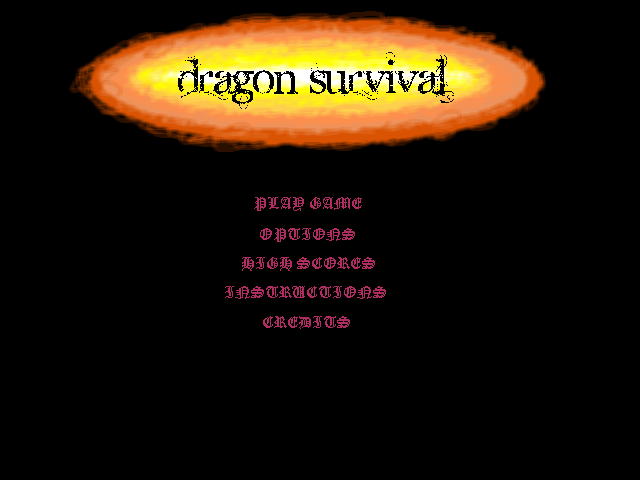 dragon survival
PLAY GAME
OPTIONS
HIGH SCORES
INSTRUCTIONS
CREDITS